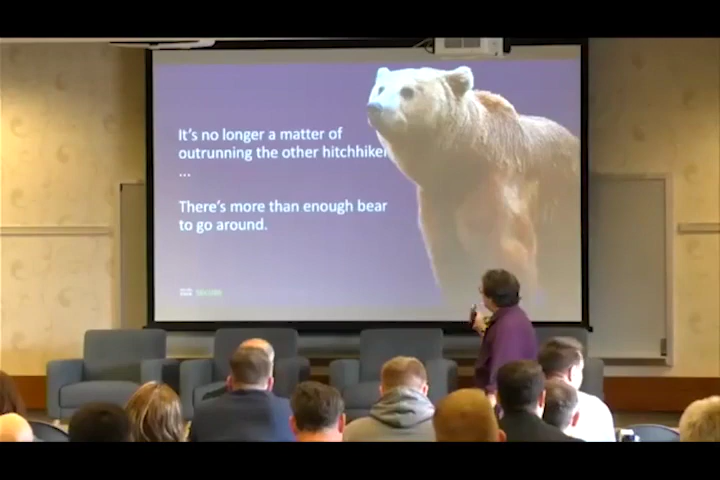 It's no longer a matter of
outrunning the other hitchhiker
...
There's more than enough bear
to go around.